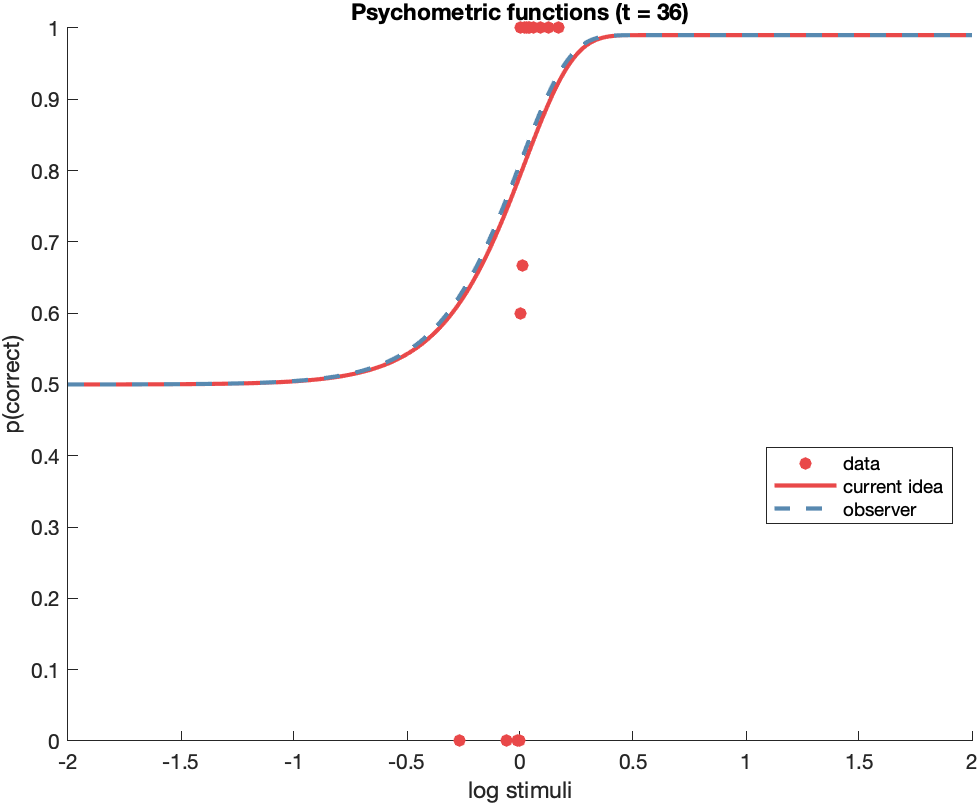 Psychometric functions (t = 36)
1
0.9
0.8
0.7
0.6
0.5
0.4
0.3
0.2
0.1
0
p(correct)
data
current idea
observer
-2 -1.5 -1 -0.5 0 0.5 1 1.5 2
log stimuli